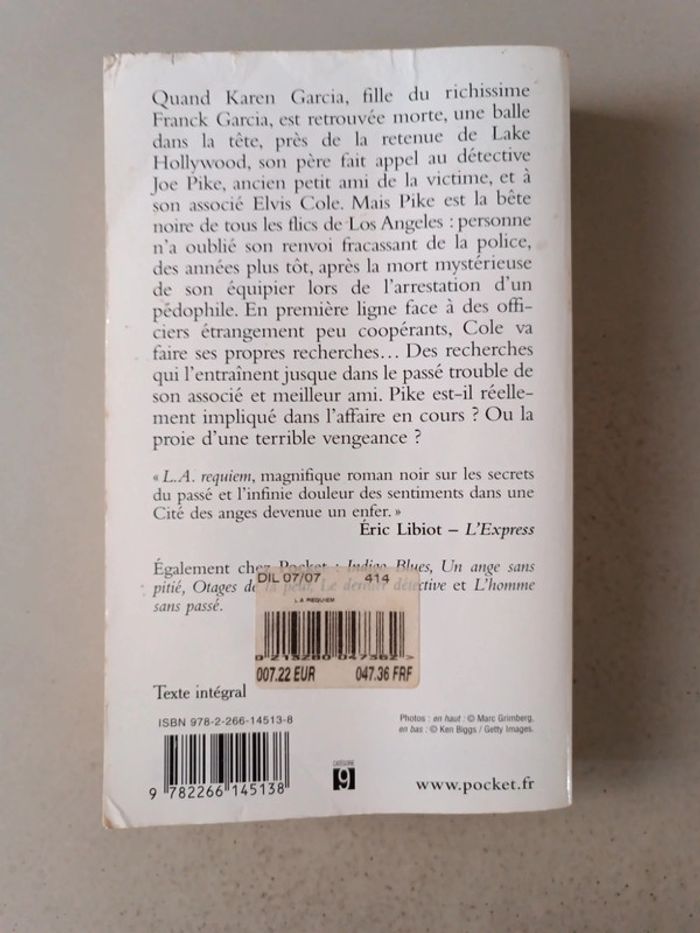 Quand Karen Garcia, fille du richissime
Franck Garcia, est retrouvée morte, une balle
dans la tête, près de la retenue de Lake
Hollywood, son père fait appel au détective
Joe Pike, ancien petit ami de la victime, et à
son associé Elvis Cole. Mais Pike est la bête
noire de tous les flics de Los Angeles : personne
n'a oublié son renvoi fracassant de la police,
des années plus tôt, après la mort mystérieuse
de son équipier lors de l'arrestation d'un
pédophile. En première ligne face à des offi-
ciers étrangement peu coopérants, Cole va
faire ses propres recherches... Des recherches
qui l'entraînent jusque dans le passé trouble de
son associé et meilleur ami. Pike est-il réelle-
ment impliqué dans l'affaire en cours ? Ou la
proie d'une terrible vengeance ?
« L.A. requiem, magnifique roman noir sur les secrets
du passé et l'infinie douleur des sentiments dans une
Cité des anges devenue un enfer. »
Éric Libiot – L'Express
Également chez Pocket : Indigo Blues, Un ange sans
pitié, Otages de la peur, Le dernier détective et L'homme
sans passé.
DIL 07/07 414
L A REQUIEM
007.22 EUR 047.36 FRF
Texte intégral
ISBN 978-2-266-14513-8
Photos : en haut : © Marc Grimberg,
en bas : © Ken Biggs / Getty Images.
9 782266 145138
CATÉGORIE
9
www.pocket.fr